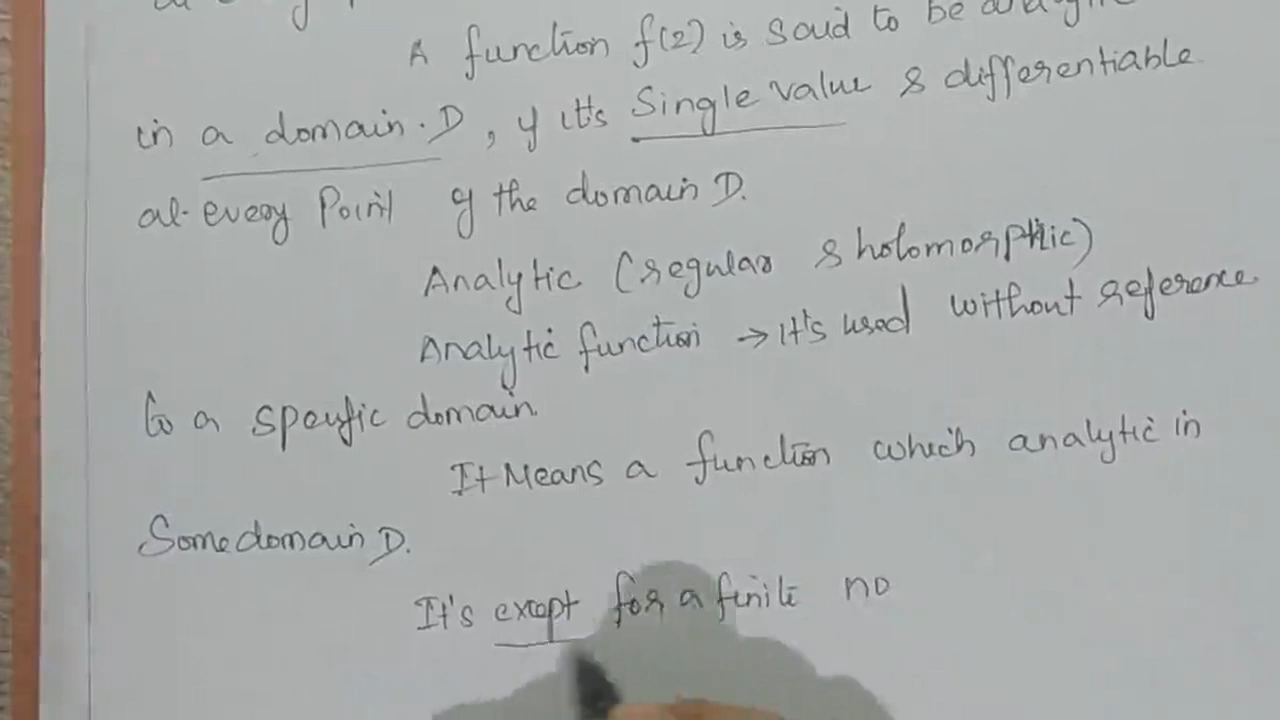 A function f(z) is said to be
in a domain D, if it's Single value & differentiable
at every Point of the domain D.
Analytic (regular & holomorphic)
Analytic function → it's used without reference
to a specific domain
It Means a function which analytic in
Some domain D.
It's except for a finite no